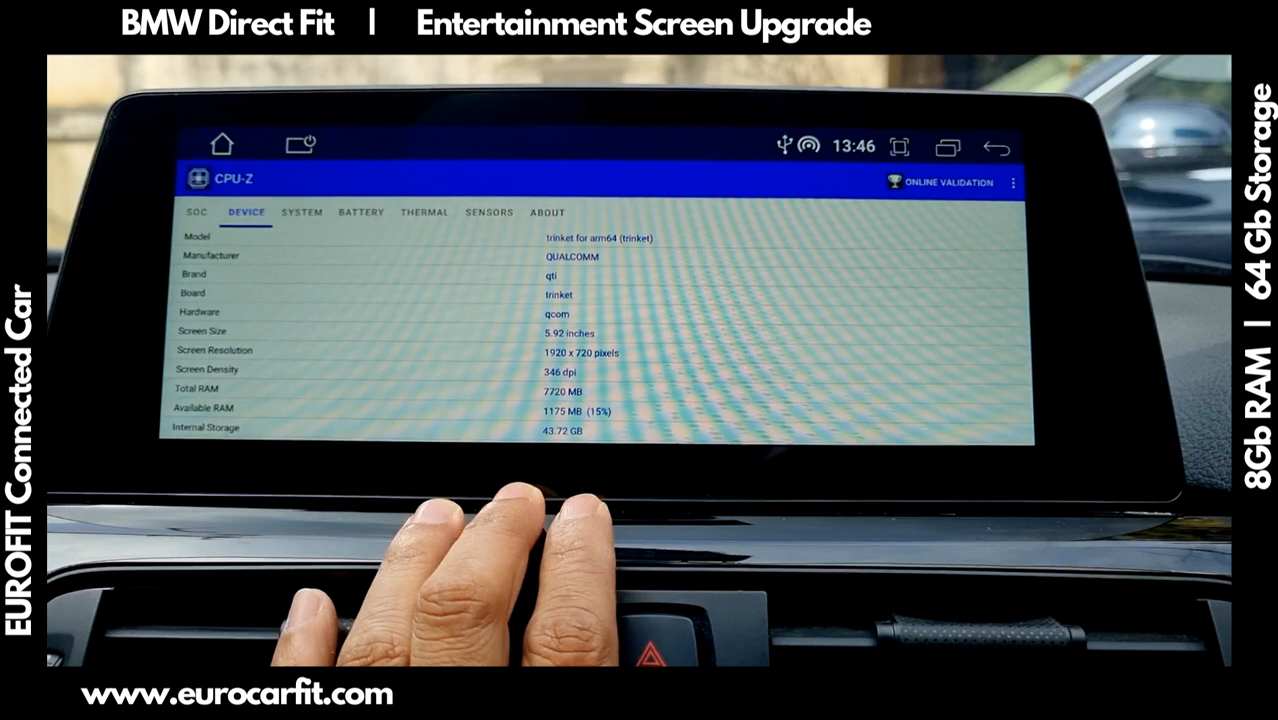 BMW Direct Fit | Entertainment Screen Upgrade
13:46
CPU-Z
ONLINE VALIDATION
SOC DEVICE SYSTEM BATTERY THERMAL SENSORS ABOUT
Model trinket for arm64 (trinket)
Manufacturer QUALCOMM
Brand qti
Board trinket
Hardware qcom
Screen Size 5.92 inches
Screen Resolution 1920 x 720 pixels
Screen Density 346 dpi
Total RAM 7720 MB
Available RAM 1175 MB (15%)
Internal Storage 43.72 GB
EUROFIT Connected Car
8Gb RAM | 64 Gb Storage
www.eurocarfit.com